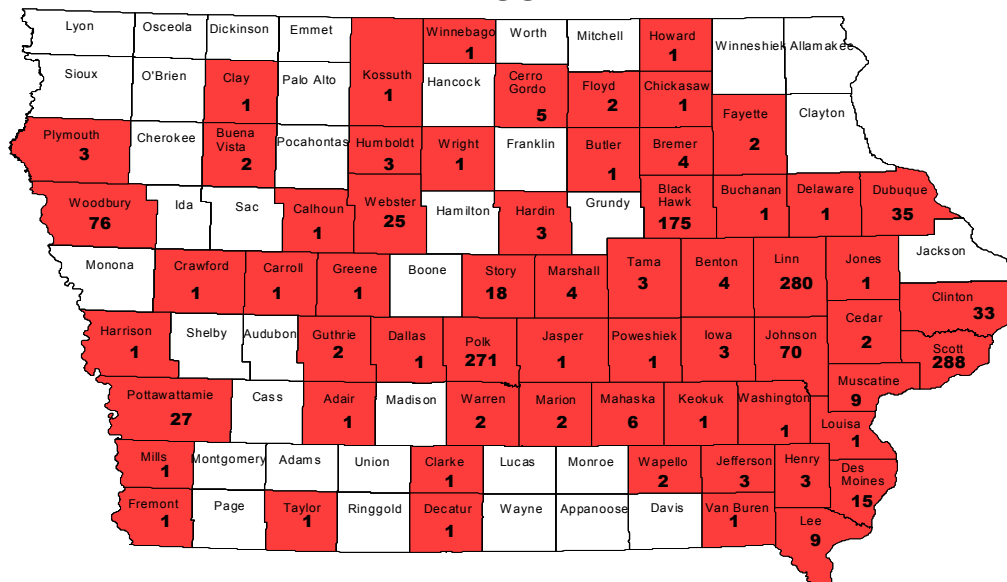 Lyon
Osceola
Dickinson
Emmet
Winnebago
1
Worth
Mitchell
Howard
1
Winneshiek
Allamakee
Sioux
O'Brien
Clay
1
Palo Alto
Kossuth
1
Hancock
Cerro
Gordo
5
Floyd
2
Chickasaw
1
Fayette
2
Clayton
Plymouth
3
Cherokee
Buena
Vista
2
Pocahontas
Humboldt
3
Wright
1
Franklin
Butler
1
Bremer
4
Woodbury
76
Ida
Sac
Calhoun
1
Webster
25
Hamilton
Hardin
3
Grundy
Black
Hawk
175
Buchanan
1
Delaware
1
Dubuque
35
Monona
Crawford
1
Carroll
1
Greene
1
Boone
Story
18
Marshall
4
Tama
3
Benton
4
Linn
280
Jones
1
Jackson
Clinton
33
Harrison
1
Shelby
Audubon
Guthrie
2
Dallas
1
Polk
271
Jasper
1
Poweshiek
1
Iowa
3
Johnson
70
Cedar
2
Scott
288
Pottawattamie
27
Cass
Adair
1
Madison
Warren
2
Marion
2
Mahaska
6
Keokuk
1
Washington
1
Muscatine
9
Louisa
1
Mills
1
Montgomery
Adams
Union
Clarke
1
Lucas
Monroe
Wapello
2
Jefferson
3
Henry
3
Des
Moines
15
Fremont
1
Page
Taylor
1
Ringgold
Decatur
1
Wayne
Appanoose
Davis
Van Buren
1
Lee
9